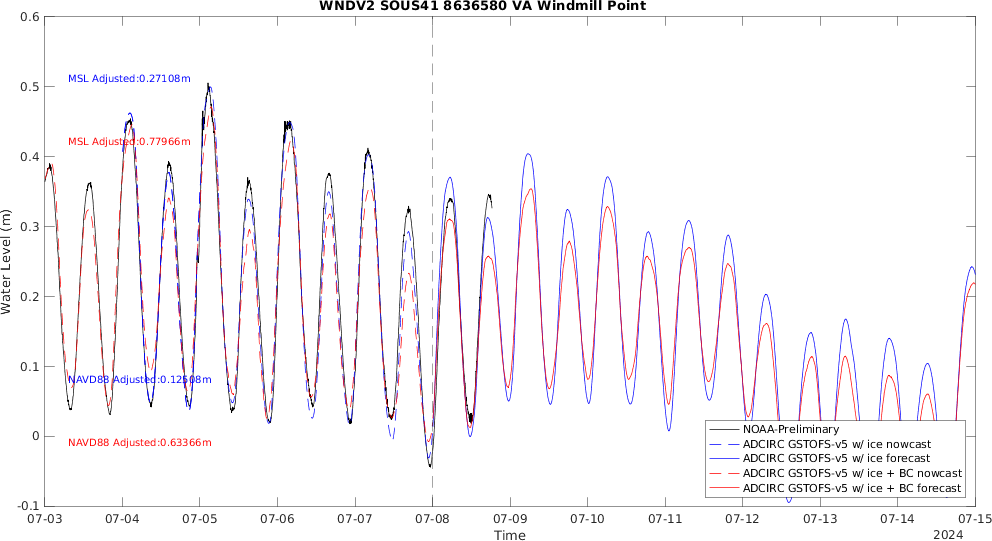 WNDV2 SOUS41 8636580 VA Windmill Point
Water Level (m)
0.6
0.5
0.4
0.3
0.2
0.1
0
-0.1
MSL Adjusted:0.27108m
MSL Adjusted:0.77966m
NAVD88 Adjusted:0.12508m
NAVD88 Adjusted:0.63366m
NOAA-Preliminary
ADCIRC GSTOFS-v5 w/ ice nowcast
ADCIRC GSTOFS-v5 w/ ice forecast
ADCIRC GSTOFS-v5 w/ ice + BC nowcast
ADCIRC GSTOFS-v5 w/ ice + BC forecast
07-03 07-04 07-05 07-06 07-07 07-08 07-09 07-10 07-11 07-12 07-13 07-14 07-15
Time
2024